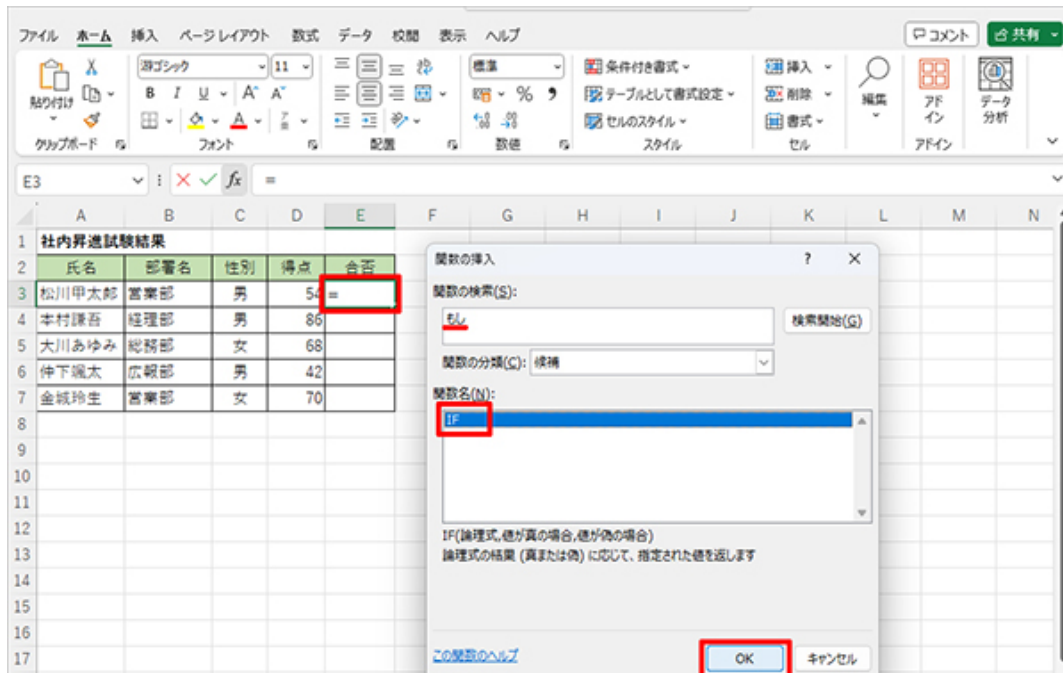 ファイル ホーム 挿入 ページ レイアウト 数式 データ 校閲 表示 ヘルプ コメント 共有
游ゴシック 11 標準 条件付き書式 挿入
貼り付け B I U A A % 9 テーブルとして書式設定 削除 編集 アドイン データ分析
セルのスタイル 書式
クリップボード フォント 配置 数値 スタイル セル アドイン
E3 fx =
A B C D E F G H I J K L M N
1 社内昇進試験結果
2 氏名 部署名 性別 得点 合否
3 松川甲太郎 営業部 男 54 =
4 本村謙吾 経理部 男 86
5 大川あゆみ 総務部 女 68
6 仲下颯太 広報部 男 42
7 金城玲生 営業部 女 70
8
9
10
11
12
13
14
15
16
17
関数の挿入 ? ×
関数の検索(S):
もし 検索開始(G)
関数の分類(C): 候補
関数名(N):
IF
IF(論理式,値が真の場合,値が偽の場合)
論理式の結果 (真または偽) に応じて、指定された値を返します
この関数のヘルプ OK キャンセル